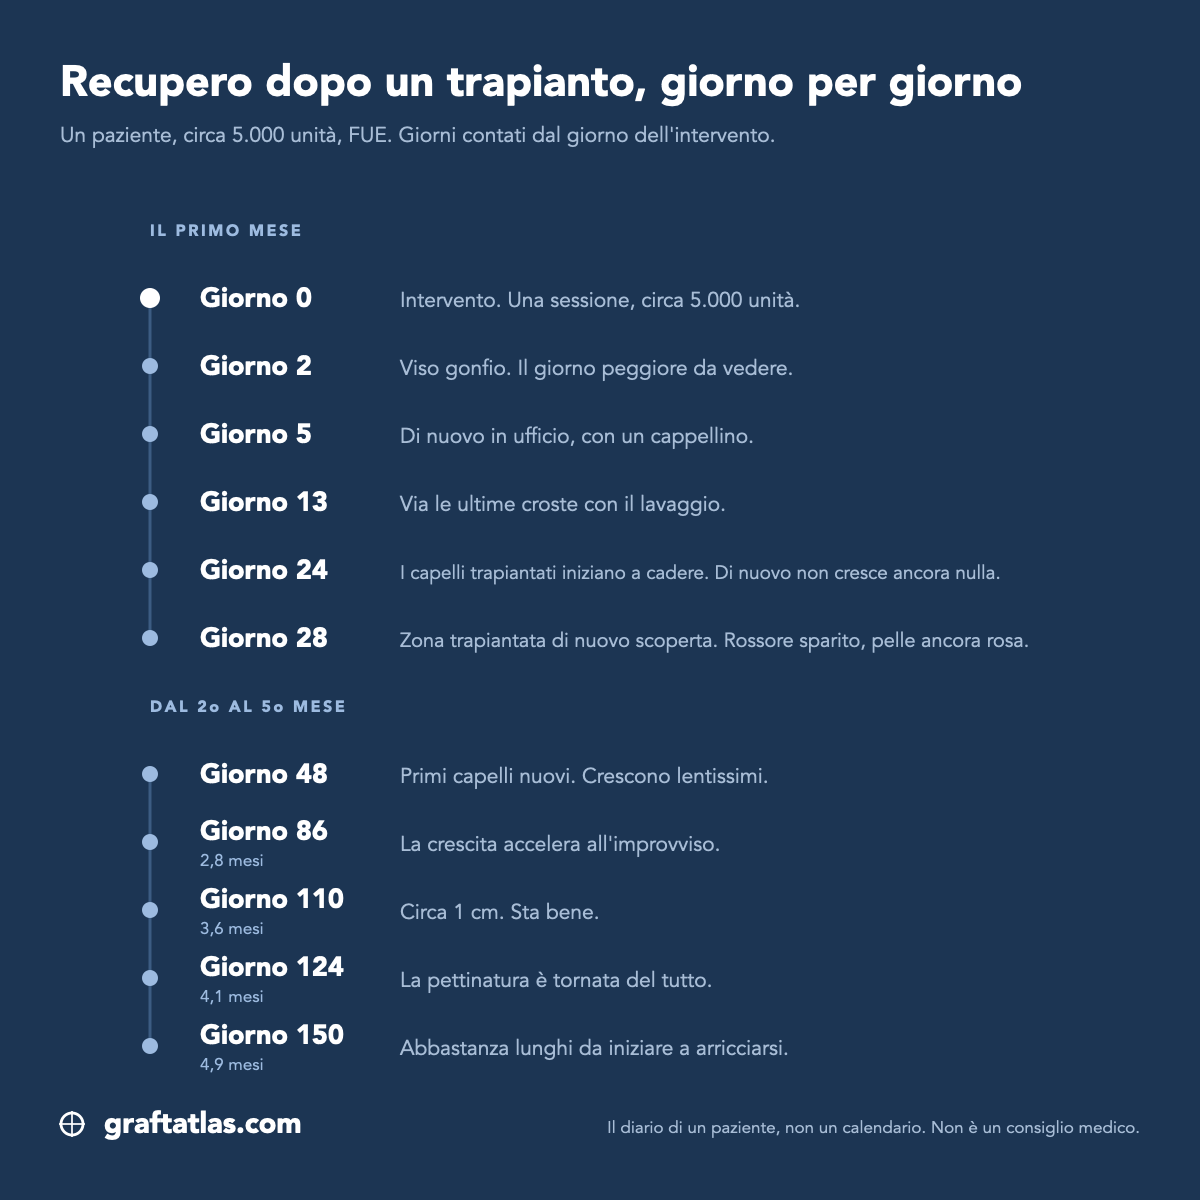 Recupero dopo un trapianto, giorno per giorno
Un paziente, circa 5.000 unità, FUE. Giorni contati dal giorno dell'intervento.
IL PRIMO MESE
Giorno 0 Intervento. Una sessione, circa 5.000 unità.
Giorno 2 Viso gonfio. Il giorno peggiore da vedere.
Giorno 5 Di nuovo in ufficio, con un cappellino.
Giorno 13 Via le ultime croste con il lavaggio.
Giorno 24 I capelli trapiantati iniziano a cadere. Di nuovo non cresce ancora nulla.
Giorno 28 Zona trapiantata di nuovo scoperta. Rossore sparito, pelle ancora rosa.
DAL 2o AL 5o MESE
Giorno 48 Primi capelli nuovi. Crescono lentissimi.
Giorno 86 La crescita accelera all'improvviso.
2,8 mesi
Giorno 110 Circa 1 cm. Sta bene.
3,6 mesi
Giorno 124 La pettinatura è tornata del tutto.
4,1 mesi
Giorno 150 Abbastanza lunghi da iniziare a arricciarsi.
4,9 mesi
graftatlas.com
Il diario di un paziente, non un calendario. Non è un consiglio medico.